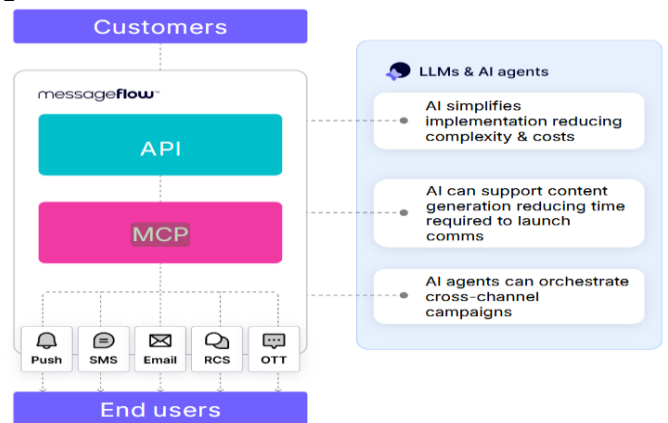 Customers
messageflow™
API
MCP
Push
SMS
Email
RCS
OTT
End users
LLMs & AI agents
AI simplifies
implementation reducing
complexity & costs
AI can support content
generation reducing time
required to launch
comms
AI agents can orchestrate
cross-channel
campaigns